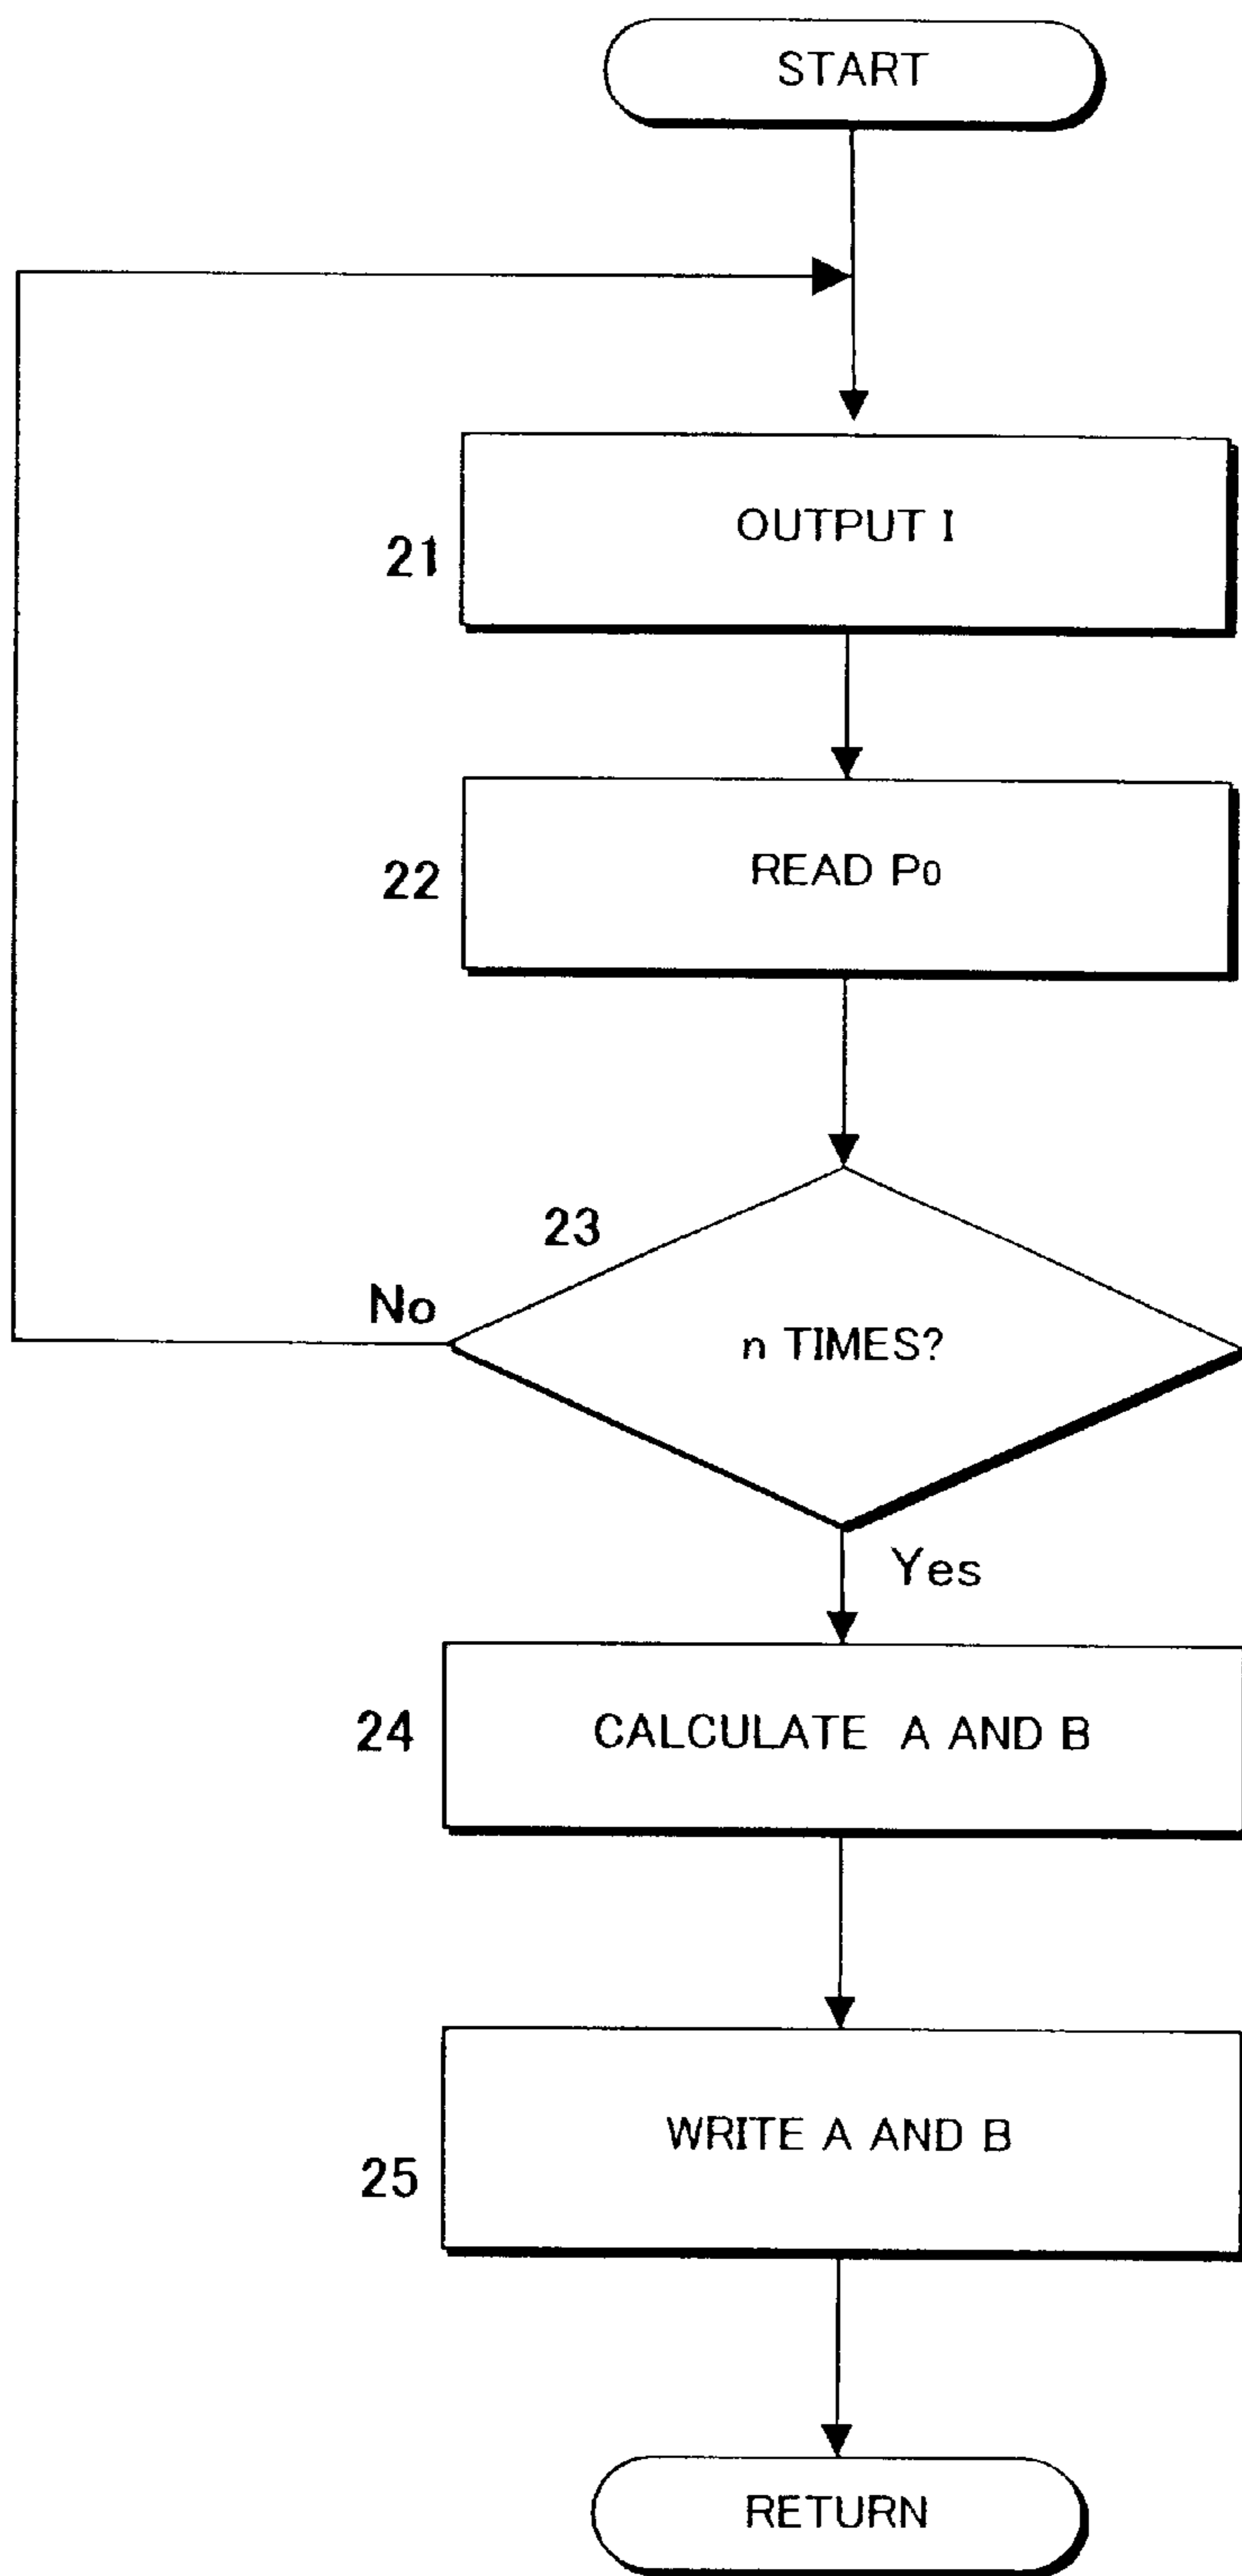 START
OUTPUT I
21
READ P0
22
23
No
n TIMES?
Yes
24
CALCULATE A AND B
WRITE A AND B
25
RETURN